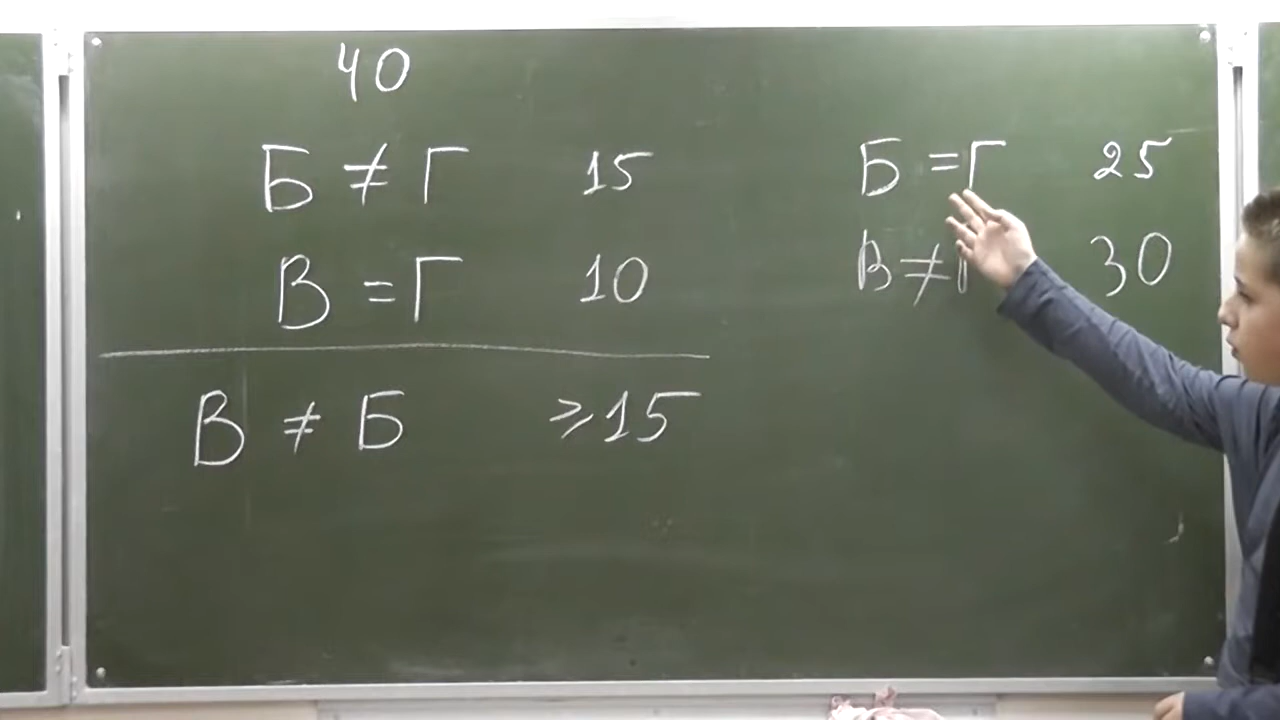 40
Б ≠ Г 15
В = Г 10
В ≠ Б ⩾15
Б = Г 25
В ≠ Г 30